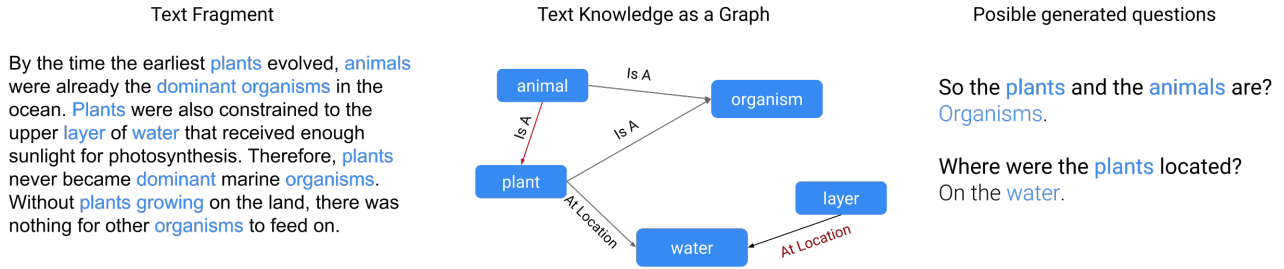 Text Fragment
By the time the earliest plants evolved, animals
were already the dominant organisms in the
ocean. Plants were also constrained to the
upper layer of water that received enough
sunlight for photosynthesis. Therefore, plants
never became dominant marine organisms.
Without plants growing on the land, there was
nothing for other organisms to feed on.
Text Knowledge as a Graph
animal
Is A
organism
Is A
Is A
plant
At Location
layer
water
At Location
Posible generated questions
So the plants and the animals are?
Organisms.
Where were the plants located?
On the water.